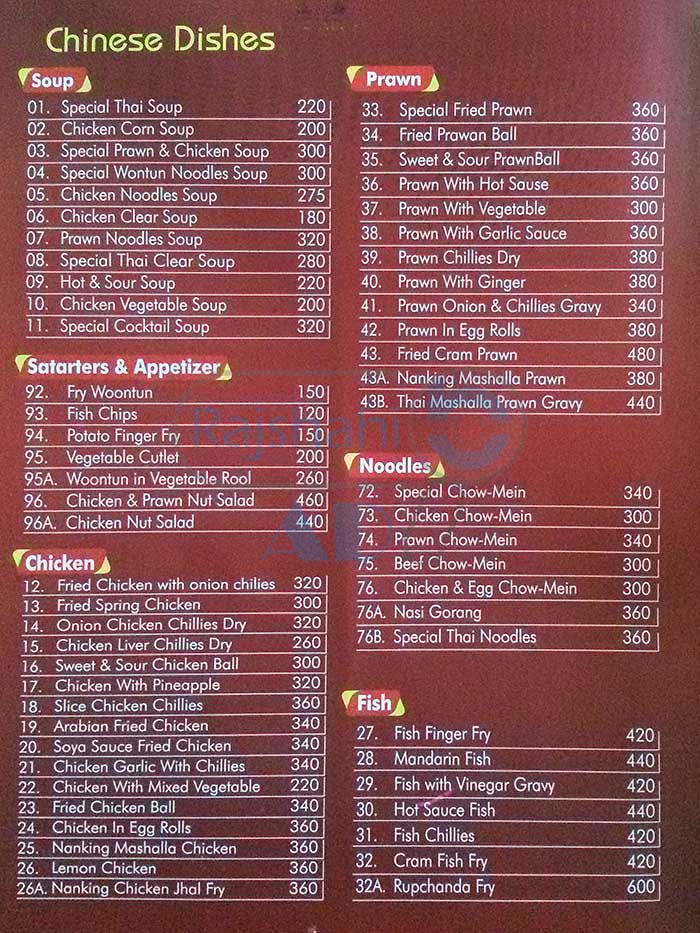 Chinese Dishes
Soup
01. Special Thai Soup 220
02. Chicken Corn Soup 200
03. Special Prawn & Chicken Soup 300
04. Special Wontun Noodles Soup 300
05. Chicken Noodles Soup 275
06. Chicken Clear Soup 180
07. Prawn Noodles Soup 320
08. Special Thai Clear Soup 280
09. Hot & Sour Soup 220
10. Chicken Vegetable Soup 200
11. Special Cocktail Soup 320
Satarters & Appetizer
92. Fry Woontun 150
93. Fish Chips 120
94. Potato Finger Fry 150
95. Vegetable Cutlet 200
95A. Woontun in Vegetable Rool 260
96. Chicken & Prawn Nut Salad 460
96A. Chicken Nut Salad 440
Chicken
12. Fried Chicken with onion chilies 320
13. Fried Spring Chicken 300
14. Onion Chicken Chillies Dry 320
15. Chicken Liver Chillies Dry 260
16. Sweet & Sour Chicken Ball 300
17. Chicken With Pineapple 320
18. Slice Chicken Chillies 360
19. Arabian Fried Chicken 340
20. Soya Sauce Fried Chicken 340
21. Chicken Garlic With Chillies 340
22. Chicken With Mixed Vegetable 220
23. Fried Chicken Ball 340
24. Chicken In Egg Rolls 360
25. Nanking Mashalla Chicken 360
26. Lemon Chicken 360
26A. Nanking Chicken Jhal Fry 360
Prawn
33. Special Fried Prawn 360
34. Fried Prawan Ball 360
35. Sweet & Sour PrawnBall 360
36. Prawn With Hot Sause 360
37. Prawn With Vegetable 300
38. Prawn With Garlic Sauce 360
39. Prawn Chillies Dry 380
40. Prawn With Ginger 380
41. Prawn Onion & Chillies Gravy 340
42. Prawn In Egg Rolls 380
43. Fried Cram Prawn 480
43A. Nanking Mashalla Prawn 380
43B. Thai Mashalla Prawn Gravy 440
Noodles
72. Special Chow-Mein 340
73. Chicken Chow-Mein 300
74. Prawn Chow-Mein 340
75. Beef Chow-Mein 300
76. Chicken & Egg Chow-Mein 300
76A. Nasi Gorang 360
76B. Special Thai Noodles 360
Fish
27. Fish Finger Fry 420
28. Mandarin Fish 440
29. Fish with Vinegar Gravy 420
30. Hot Sauce Fish 440
31. Fish Chillies 420
32. Cram Fish Fry 420
32A. Rupchanda Fry 600
Rajshahi